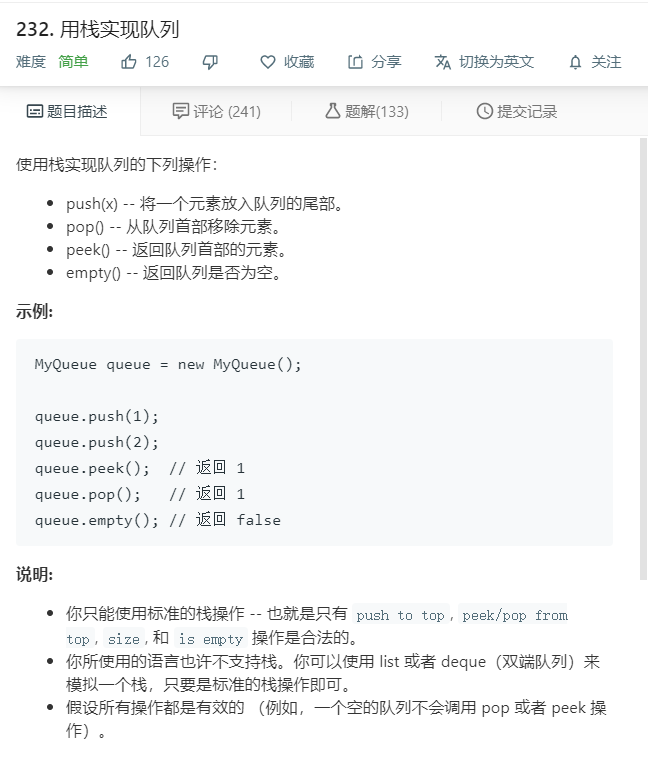 232. 用栈实现队列
难度 简单 126 收藏 分享 切换为英文 关注
题目描述 评论 (241) 题解(133) 提交记录
使用栈实现队列的下列操作：
push(x) -- 将一个元素放入队列的尾部。
pop() -- 从队列首部移除元素。
peek() -- 返回队列首部的元素。
empty() -- 返回队列是否为空。
示例:
MyQueue queue = new MyQueue();
queue.push(1);
queue.push(2);
queue.peek();  // 返回 1
queue.pop();   // 返回 1
queue.empty(); // 返回 false
说明:
你只能使用标准的栈操作 -- 也就是只有 push to top, peek/pop from
top, size, 和 is empty 操作是合法的。
你所使用的语言也许不支持栈。你可以使用 list 或者 deque（双端队列）来
模拟一个栈，只要是标准的栈操作即可。
假设所有操作都是有效的 （例如，一个空的队列不会调用 pop 或者 peek 操
作）。